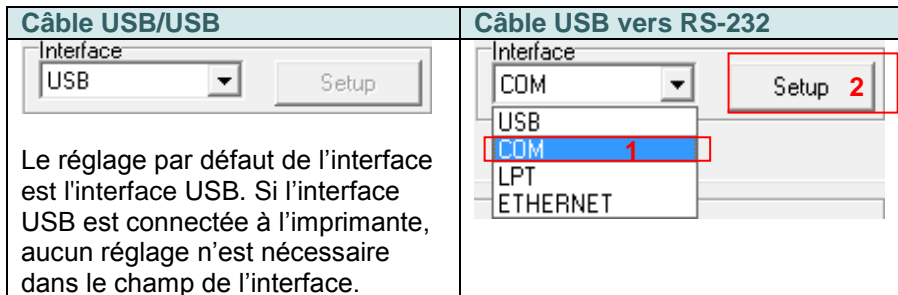 Câble USB/USB
Interface
USB
Setup
Le réglage par défaut de l’interface
est l'interface USB. Si l’interface
USB est connectée à l’imprimante,
aucun réglage n’est nécessaire
dans le champ de l’interface.
Câble USB vers RS-232
Interface
COM
Setup 2
USB
COM 1
LPT
ETHERNET